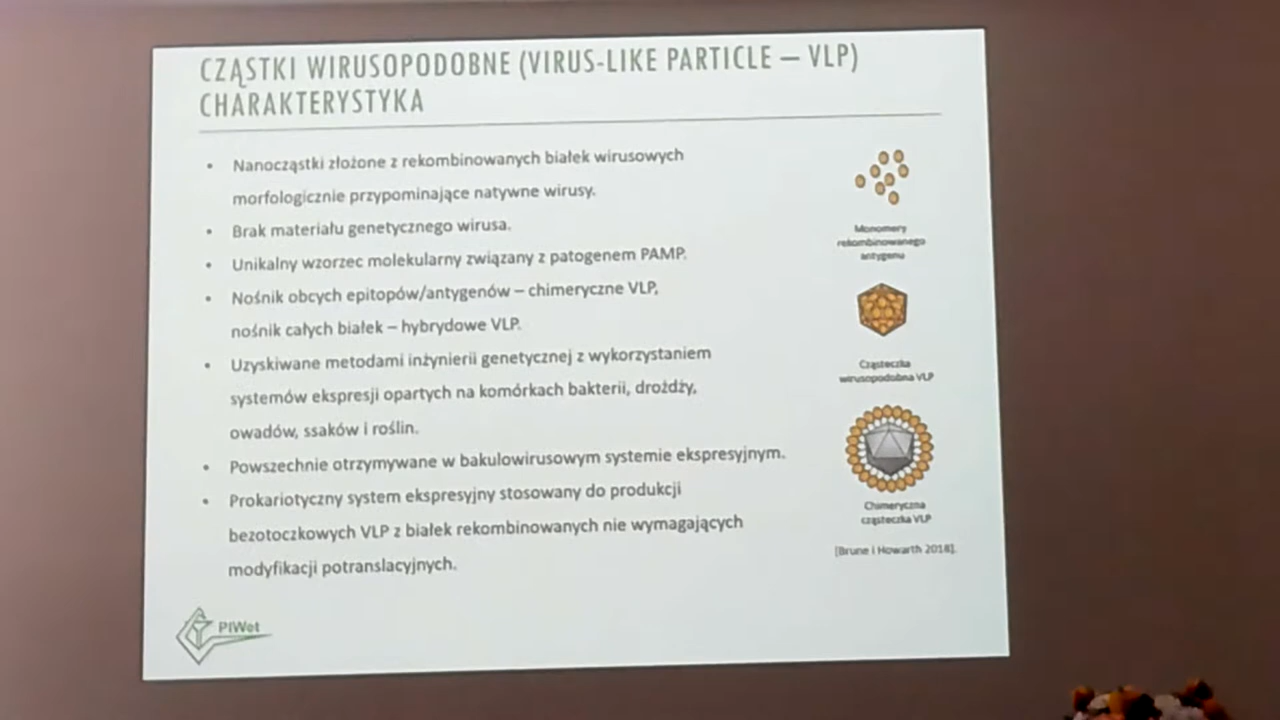 CZĄSTKI WIRUSOPODOBNE (VIRUS-LIKE PARTICLE – VLP)
CHARAKTERYSTYKA
• Nanocząstki złożone z rekombinowanych białek wirusowych
morfologicznie przypominające natywne wirusy.
• Brak materiału genetycznego wirusa.
• Unikalny wzorzec molekularny związany z patogenem PAMP.
• Nośnik obcych epitopów/antygenów – chimeryczne VLP,
nośnik całych białek – hybrydowe VLP.
• Uzyskiwane metodami inżynierii genetycznej z wykorzystaniem
systemów ekspresji opartych na komórkach bakterii, drożdży,
owadów, ssaków i roślin.
• Powszechnie otrzymywane w bakulowirusowym systemie ekspresyjnym.
• Prokariotyczny system ekspresyjny stosowany do produkcji
bezotoczkowych VLP z białek rekombinowanych nie wymagających
modyfikacji potranslacyjnych.
Monomery
rekombinowanego
antygenu
Cząsteczka
wirusopodobna VLP
Chimeryczna
cząsteczka VLP
[Brune i Howarth 2018].
PIWet